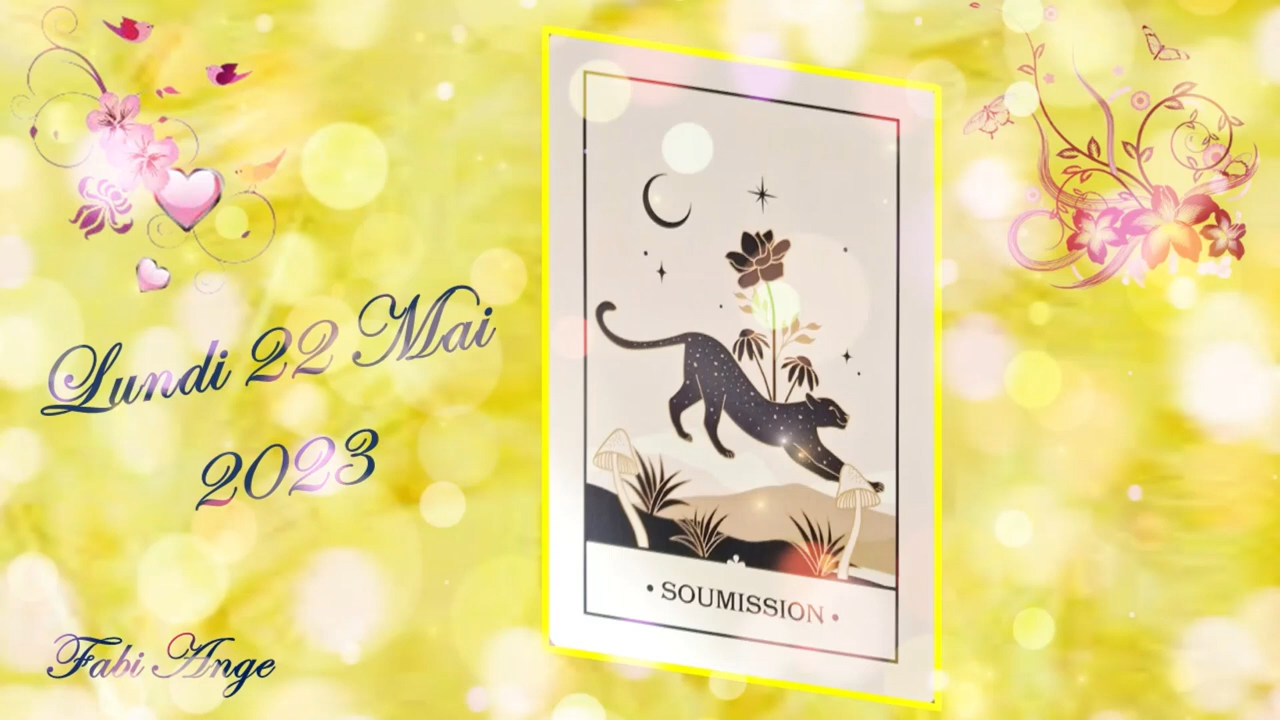 Lundi 22 Mai
2023
• SOUMISSION •
Fabi Ange